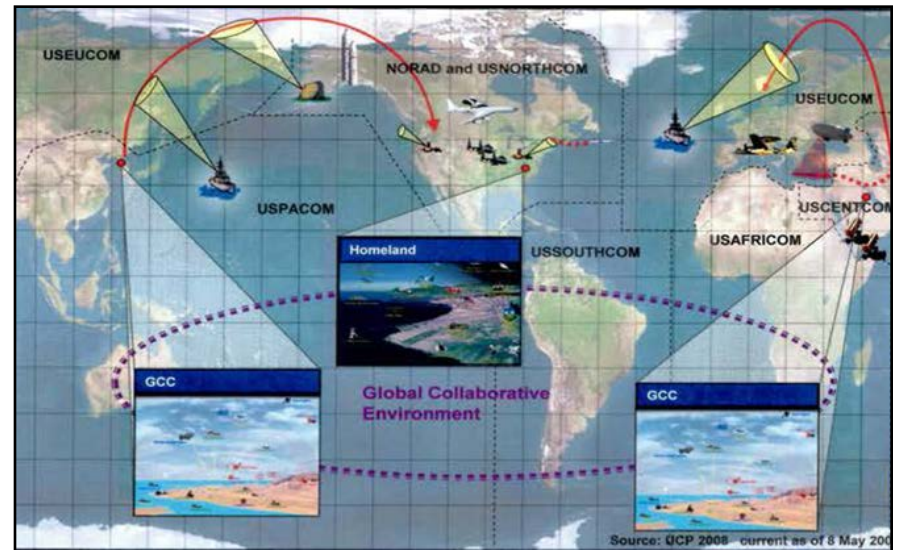 USEUCOM
NORAD and USNORTHCOM
USEUCOM
USPACOM
USCENTCOM
USAFRICOM
USSOUTHCOM
Homeland
GCC
Global Collaborative
Environment
GCC
Source: UCP 2008 current as of 8 May 200